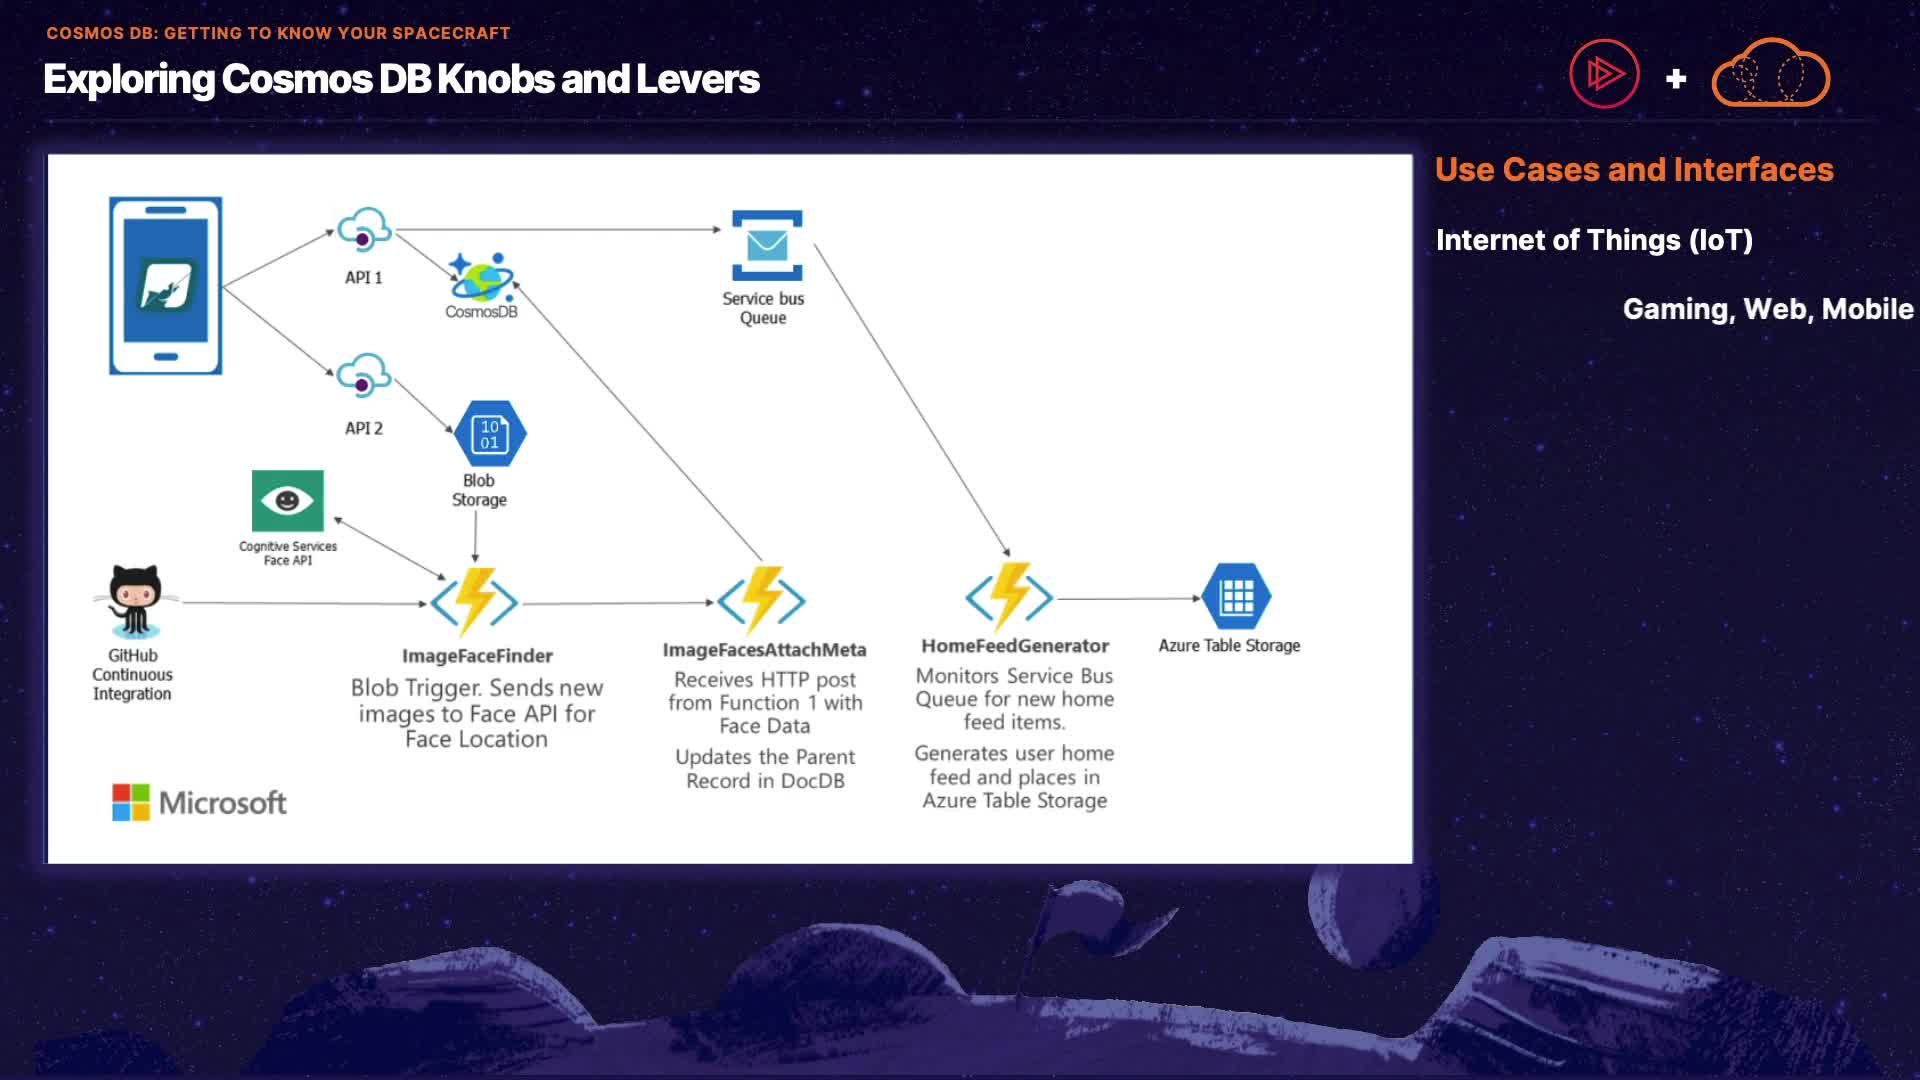 COSMOS DB: GETTING TO KNOW YOUR SPACECRAFT
Exploring Cosmos DB Knobs and Levers
+
Use Cases and Interfaces
Internet of Things (IoT)
Gaming, Web, Mobile
API 1
CosmosDB
Service bus
Queue
API 2
10
01
Blob
Storage
Cognitive Services
Face API
GitHub
Continuous
Integration
ImageFaceFinder
Blob Trigger. Sends new
images to Face API for
Face Location
ImageFacesAttachMeta
Receives HTTP post
from Function 1 with
Face Data
Updates the Parent
Record in DocDB
HomeFeedGenerator
Monitors Service Bus
Queue for new home
feed items.
Generates user home
feed and places in
Azure Table Storage
Azure Table Storage
Microsoft